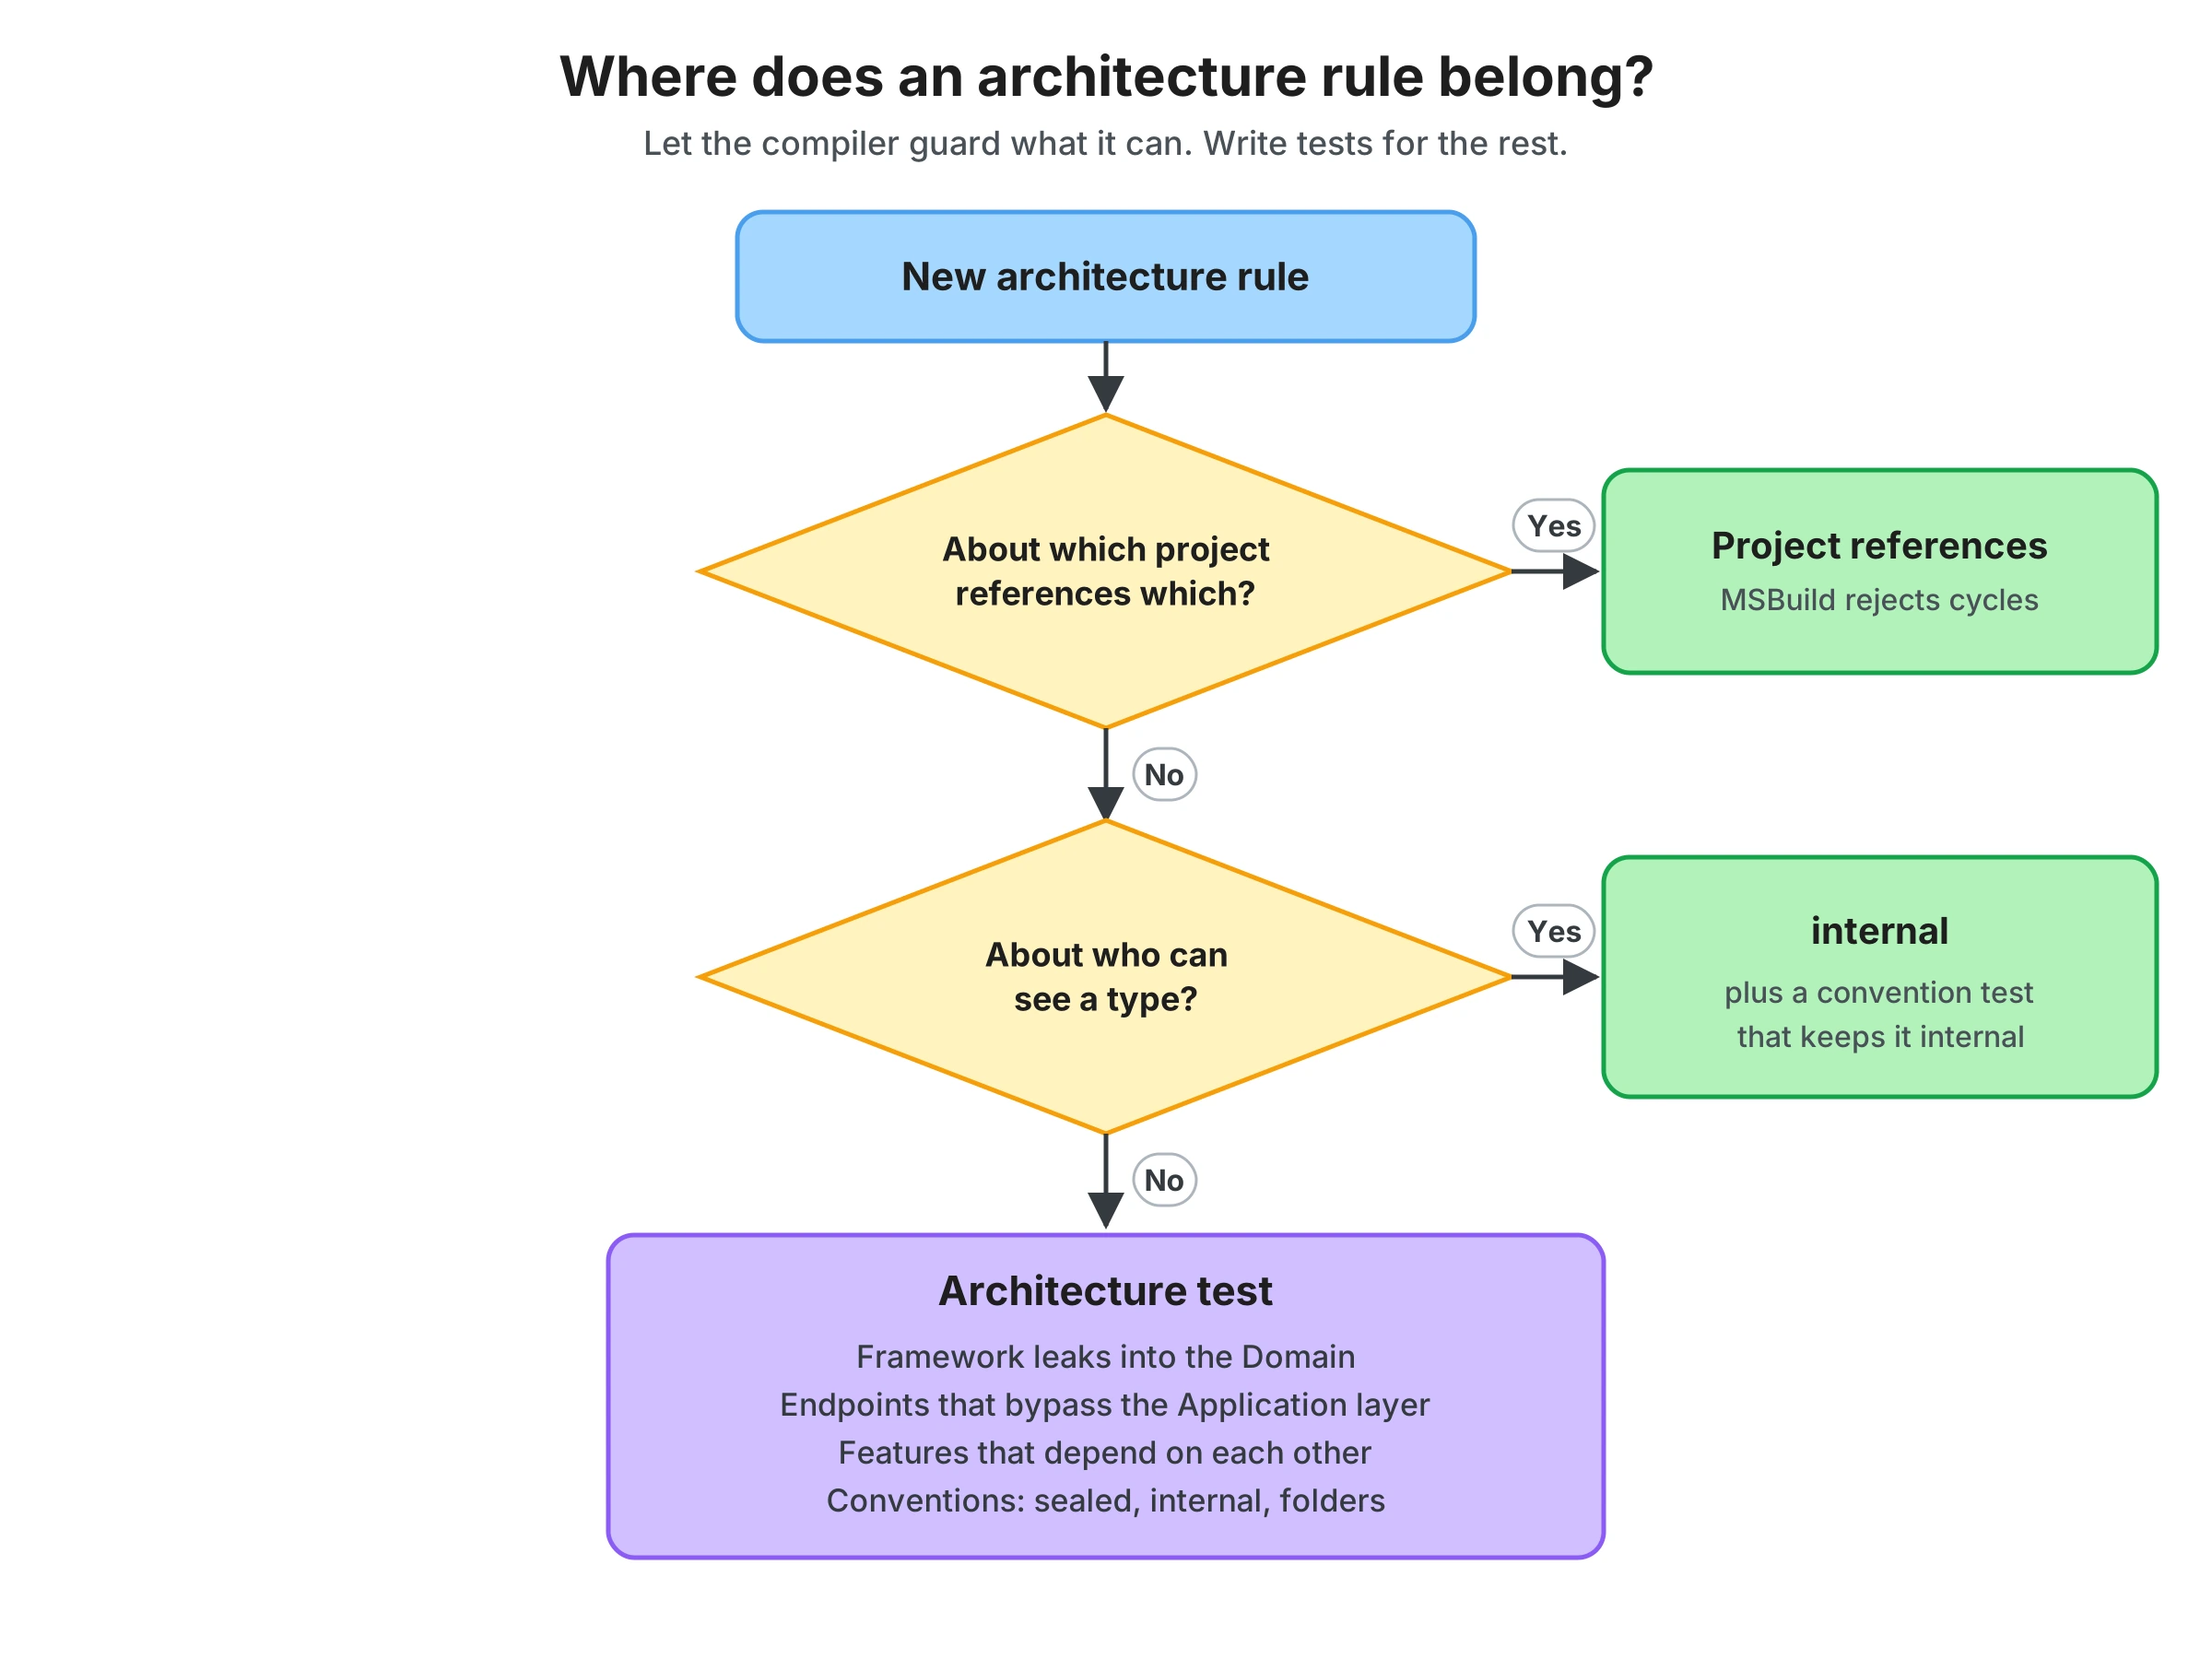 Where does an architecture rule belong?
Let the compiler guard what it can. Write tests for the rest.
New architecture rule
About which project
references which?
Yes
Project references
MSBuild rejects cycles
No
About who can
see a type?
Yes
internal
plus a convention test
that keeps it internal
No
Architecture test
Framework leaks into the Domain
Endpoints that bypass the Application layer
Features that depend on each other
Conventions: sealed, internal, folders